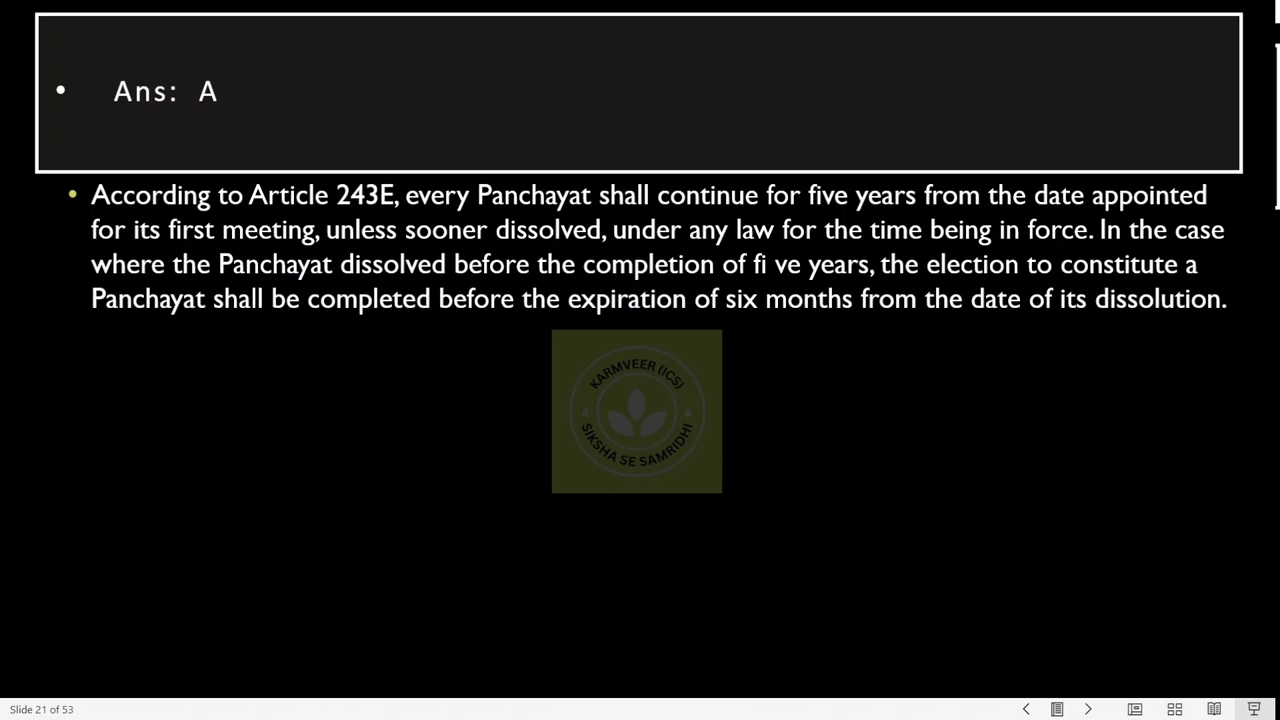 • Ans: A
• According to Article 243E, every Panchayat shall continue for five years from the date appointed
for its first meeting, unless sooner dissolved, under any law for the time being in force. In the case
where the Panchayat dissolved before the completion of fi ve years, the election to constitute a
Panchayat shall be completed before the expiration of six months from the date of its dissolution.
KARMVEER (ICS)
SIKSHA SE SAMRIDHI
Slide 21 of 53